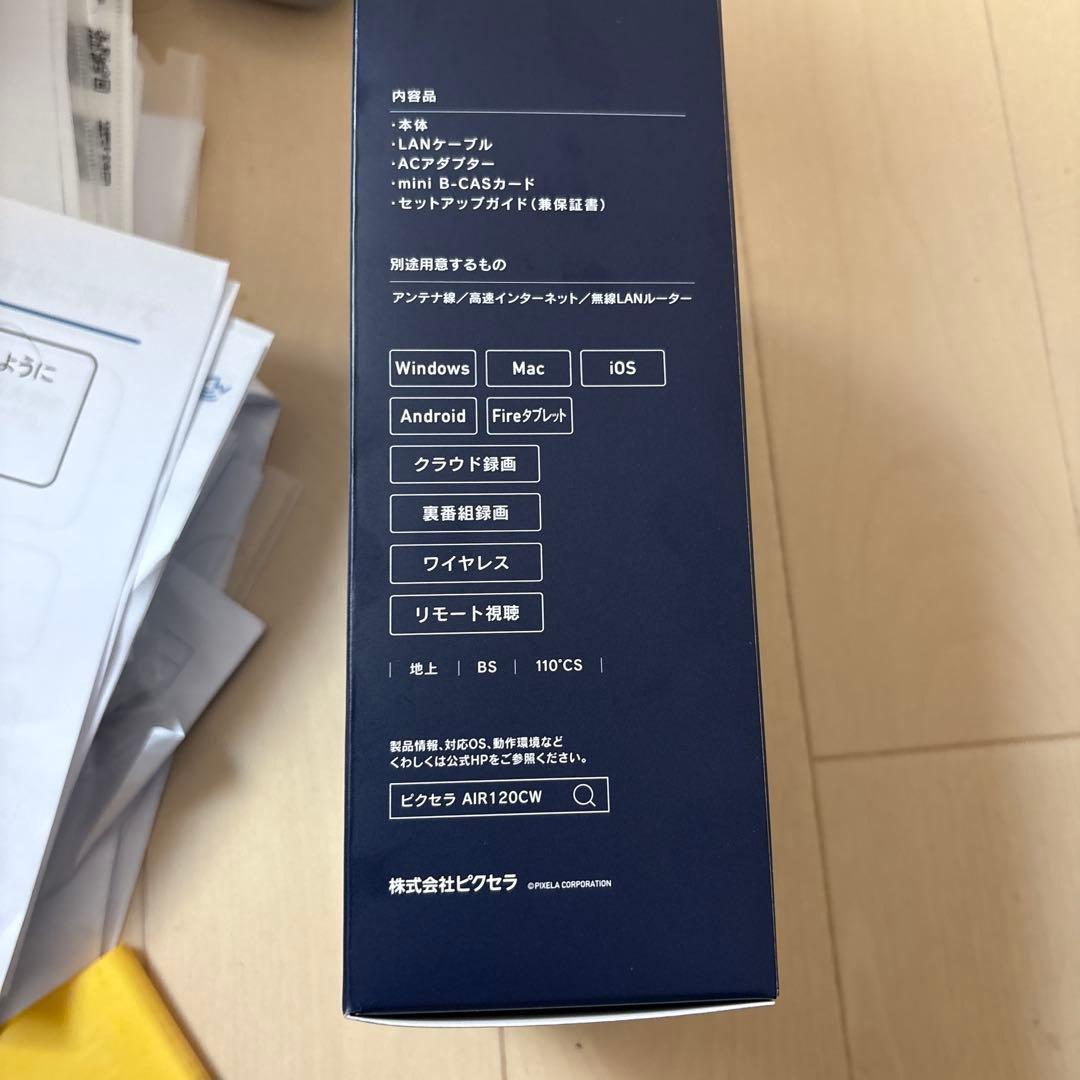 内容品
・本体
・LANケーブル
・ACアダプター
・mini B-CASカード
・セットアップガイド(兼保証書)
別途用意するもの
アンテナ線/高速インターネット/無線LANルーター
Windows Mac iOS
Android Fireタブレット
クラウド録画
裏番組録画
ワイヤレス
リモート視聴
| 地上 | BS | 110°CS |
製品情報、対応OS、動作環境など
くわしくは公式HPをご参照ください。
ピクセラ AIR120CW
株式会社ピクセラ ©PIXELA CORPORATION
ように